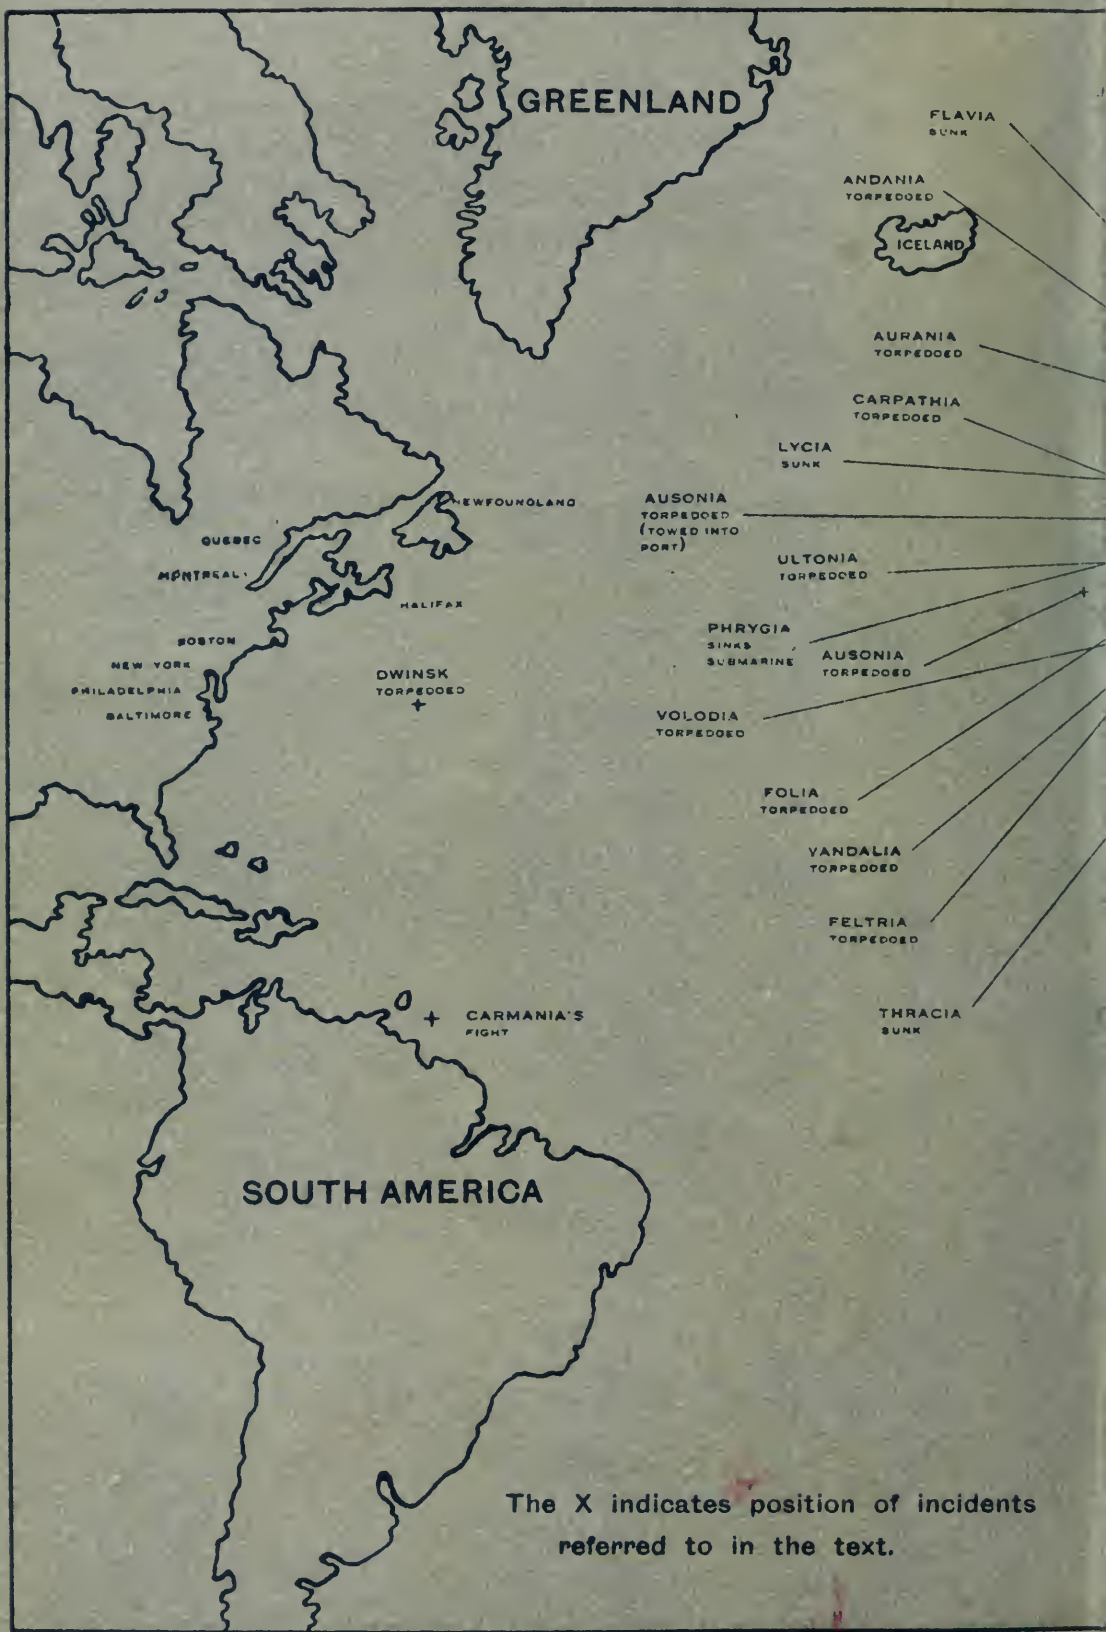 GREENLAND
FLAVIA
SUNK
ANDANIA
TORPEDOED
ICELAND
AURANIA
TORPEDOED
CARPATHIA
TORPEDOED
LYCIA
SUNK
NEWFOUNDLAND
AUSONIA
TORPEDOED
(TOWED INTO
PORT)
QUEBEC
MONTREAL
ULTONIA
TORPEDOED
HALIFAX
BOSTON
PHRYGIA
SINKS
SUBMARINE
AUSONIA
TORPEDOED
NEW YORK
PHILADELPHIA
BALTIMORE
DWINSK
TORPEDOED
VOLODIA
TORPEDOED
FOLIA
TORPEDOED
VANDALIA
TORPEDOED
FELTRIA
TORPEDOED
CARMANIA'S
FIGHT
THRACIA
SUNK
SOUTH AMERICA
The X indicates position of incidents
referred to in the text.